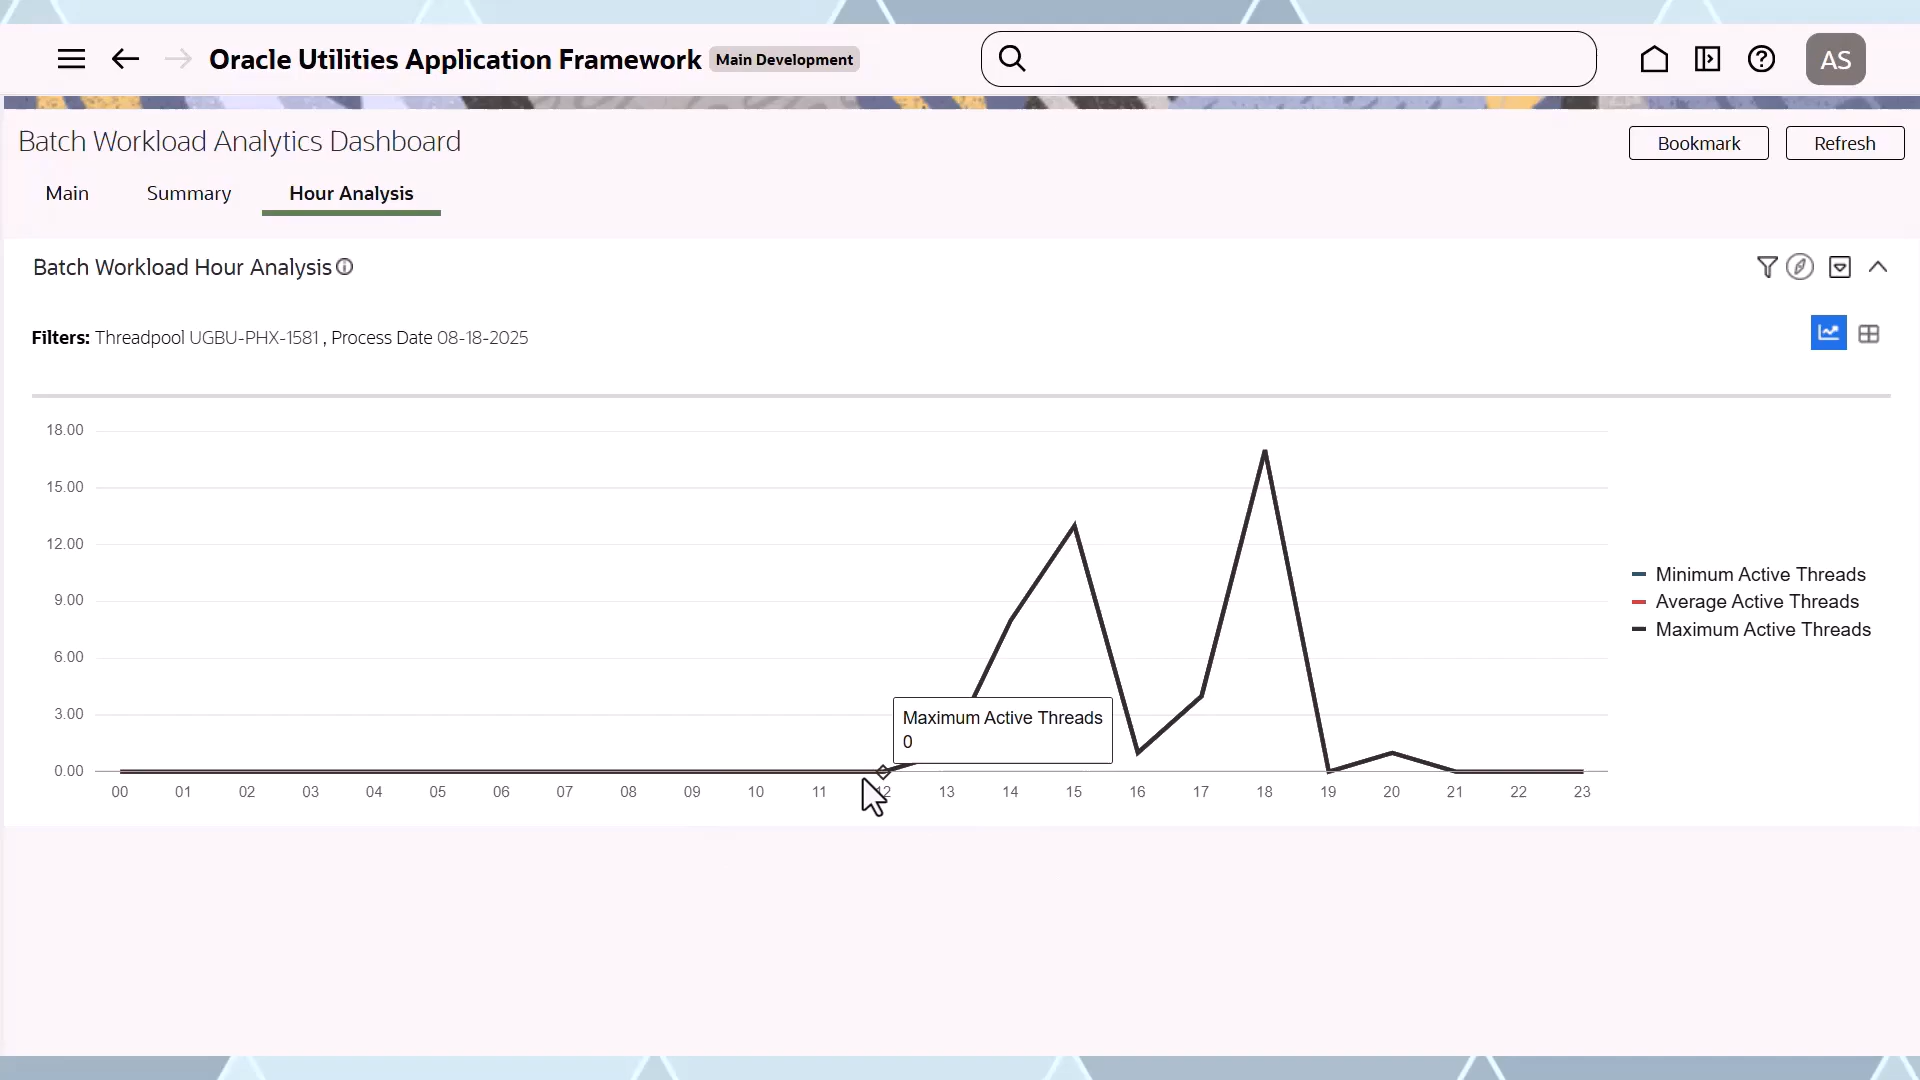 Oracle Utilities Application Framework Main Development
AS
Batch Workload Analytics Dashboard
Bookmark Refresh
Main Summary Hour Analysis
Batch Workload Hour Analysis
Filters: Threadpool UGBU-PHX-1581 , Process Date 08-18-2025
18.00
15.00
12.00
9.00
6.00
3.00
0.00
Maximum Active Threads
0
00 01 02 03 04 05 06 07 08 09 10 11 12 13 14 15 16 17 18 19 20 21 22 23
Minimum Active Threads
Average Active Threads
Maximum Active Threads